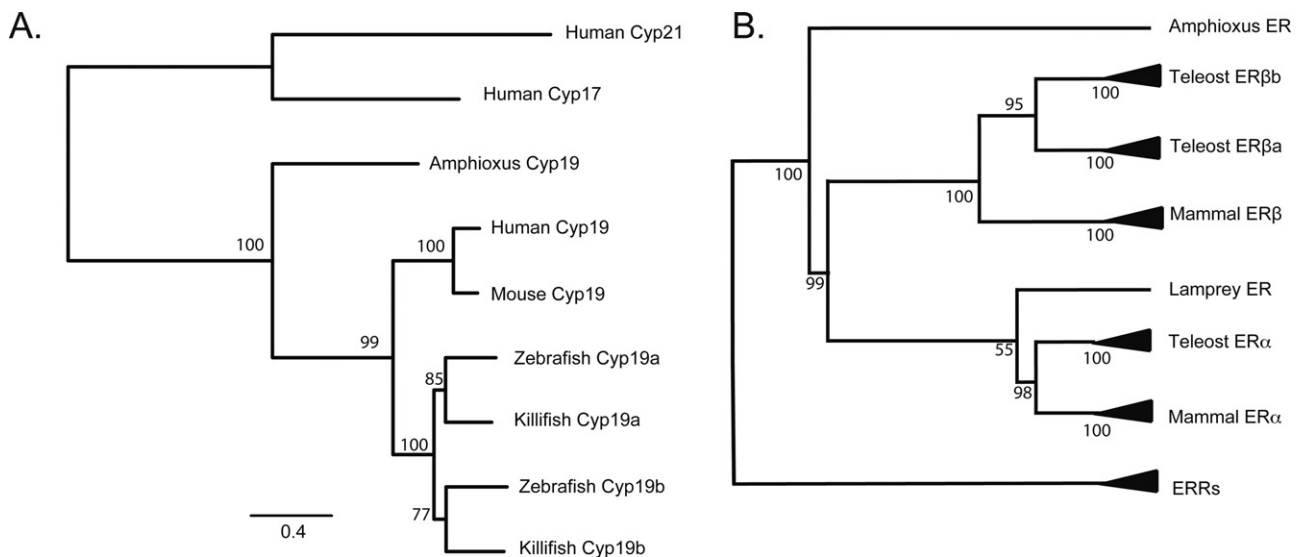 A.
Human Cyp21
Human Cyp17
Amphioxus Cyp19
100
Human Cyp19
100
Mouse Cyp19
99
Zebrafish Cyp19a
85
Killifish Cyp19a
100
Zebrafish Cyp19b
77
Killifish Cyp19b
0.4
B.
Amphioxus ER
Teleost ERβb
100
95
Teleost ERβa
100
100
100
Mammal ERβ
100
99
Lamprey ER
55
Teleost ERα
100
98
Mammal ERα
100
ERRs